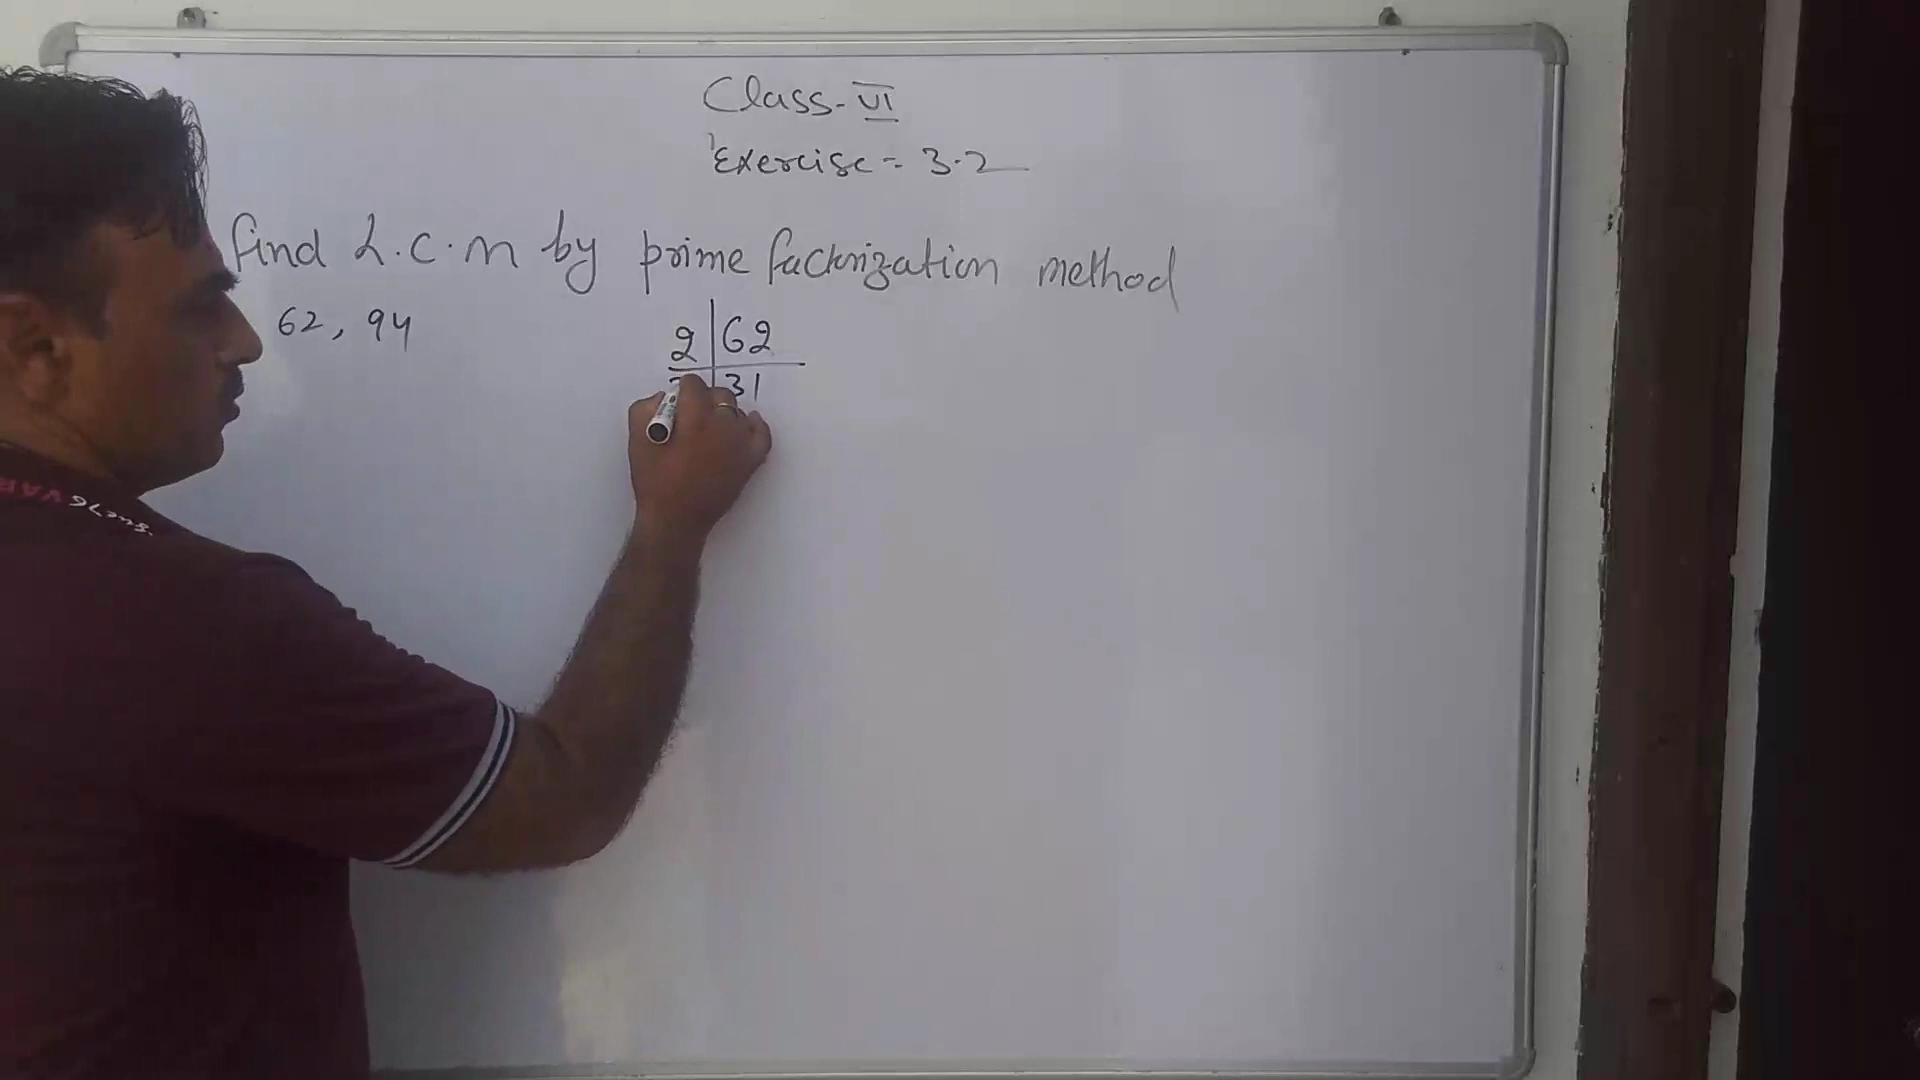 Class-VI
Exercise - 3.2
find L.C.M by prime factorization method
62, 94
2 62
31